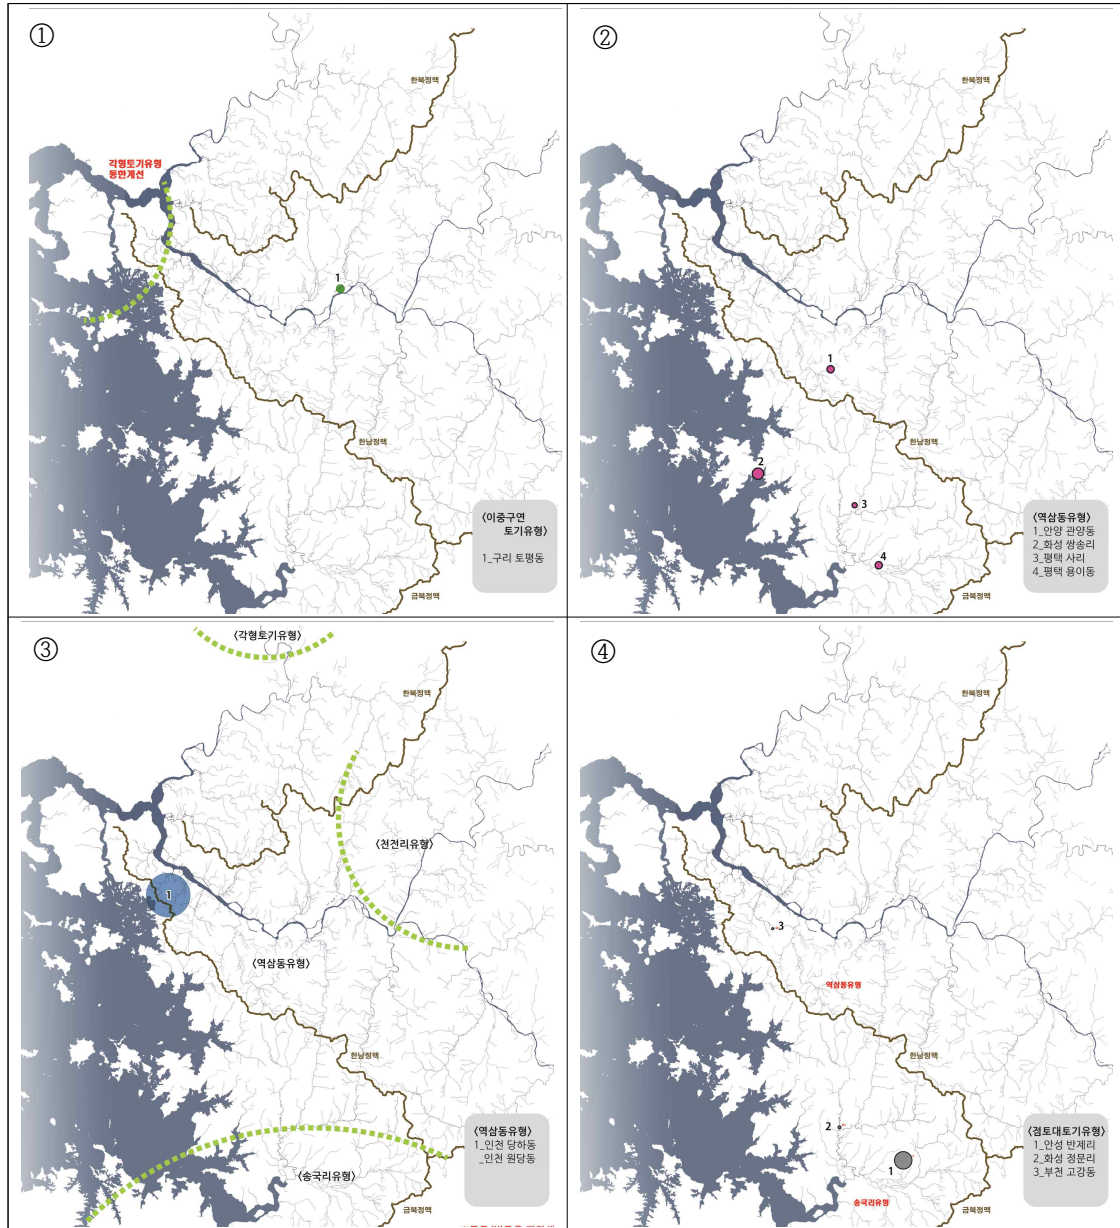 ①
한북정맥
각형토기유형
동한계선
1
한남정맥
<이중구연
토기유형>
1_구리 토평동
금북정맥
②
한북정맥
1
한남정맥
2
3
4
<역삼동유형>
1_안양 관양동
2_화성 쌍송리
3_평택 사리
4_평택 용이동
금북정맥
③
<각형토기유형>
한북정맥
<천전리유형>
1
<역삼동유형>
한남정맥
<송국리유형>
<역삼동유형>
1_인천 당하동
_인천 원당동
금북정맥
④
한북정맥
3
역삼동유형
한남정맥
2
1
송국리유형
<점토대토기유형>
1_안성 반제리
2_화성 정문리
3_부천 고강동
금북정맥